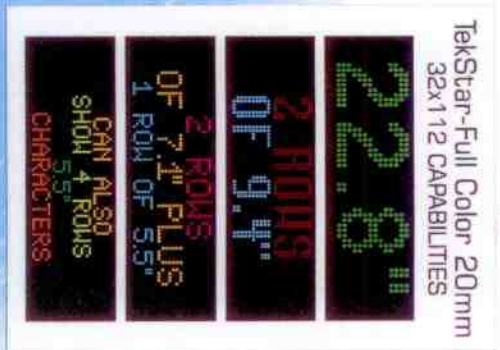 TekStar-Full Color 20mm
32x112 CAPABILITIES
22.8"
2 ROWS
OF 9.4"
2 ROWS
OF 7.1" PLUS
1 ROW OF 5.5"
CAN ALSO
SHOW 4 ROWS
5.5"
CHARACTERS